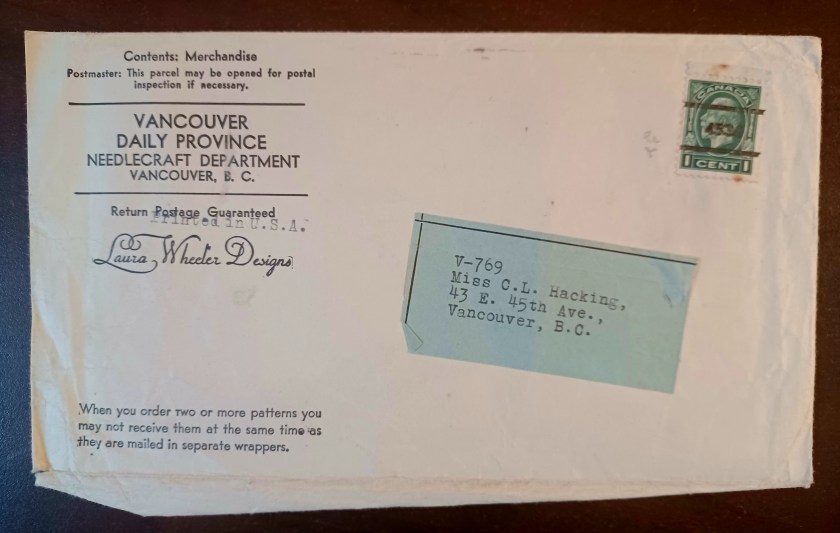 Contents: Merchandise
Postmaster: This parcel may be opened for postal
inspection if necessary.
VANCOUVER
DAILY PROVINCE
NEEDLECRAFT DEPARTMENT
VANCOUVER, B. C.
Return Postage Guaranteed
Printed in U.S.A.
Laura Wheeler Designs
When you order two or more patterns you
may not receive them at the same time as
they are mailed in separate wrappers.
CANADA
1 CENT 1
V-769
Miss C.L. Hacking,
43 E. 45th Ave.,
Vancouver, B.C.